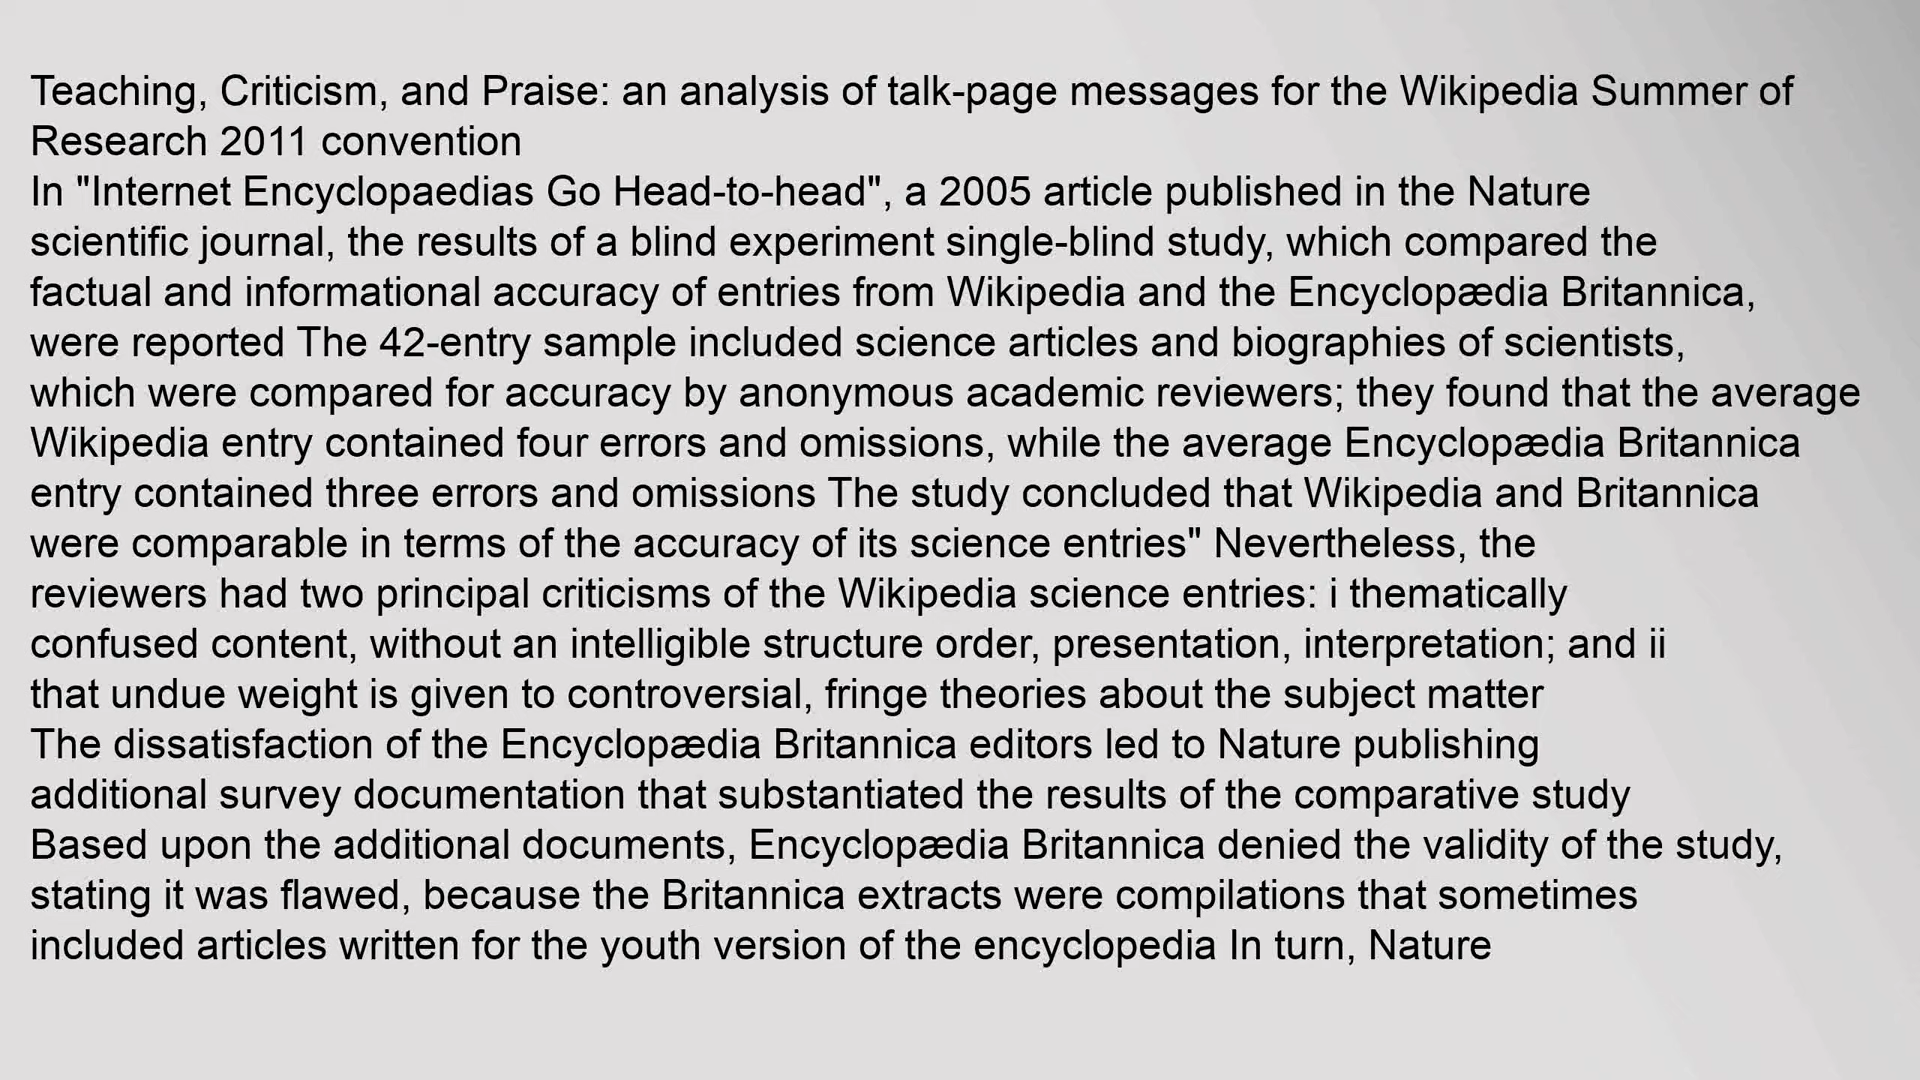 Teaching, Criticism, and Praise: an analysis of talk-page messages for the Wikipedia Summer of
Research 2011 convention
In "Internet Encyclopaedias Go Head-to-head", a 2005 article published in the Nature
scientific journal, the results of a blind experiment single-blind study, which compared the
factual and informational accuracy of entries from Wikipedia and the Encyclopædia Britannica,
were reported The 42-entry sample included science articles and biographies of scientists,
which were compared for accuracy by anonymous academic reviewers; they found that the average
Wikipedia entry contained four errors and omissions, while the average Encyclopædia Britannica
entry contained three errors and omissions The study concluded that Wikipedia and Britannica
were comparable in terms of the accuracy of its science entries" Nevertheless, the
reviewers had two principal criticisms of the Wikipedia science entries: i thematically
confused content, without an intelligible structure order, presentation, interpretation; and ii
that undue weight is given to controversial, fringe theories about the subject matter
The dissatisfaction of the Encyclopædia Britannica editors led to Nature publishing
additional survey documentation that substantiated the results of the comparative study
Based upon the additional documents, Encyclopædia Britannica denied the validity of the study,
stating it was flawed, because the Britannica extracts were compilations that sometimes
included articles written for the youth version of the encyclopedia In turn, Nature